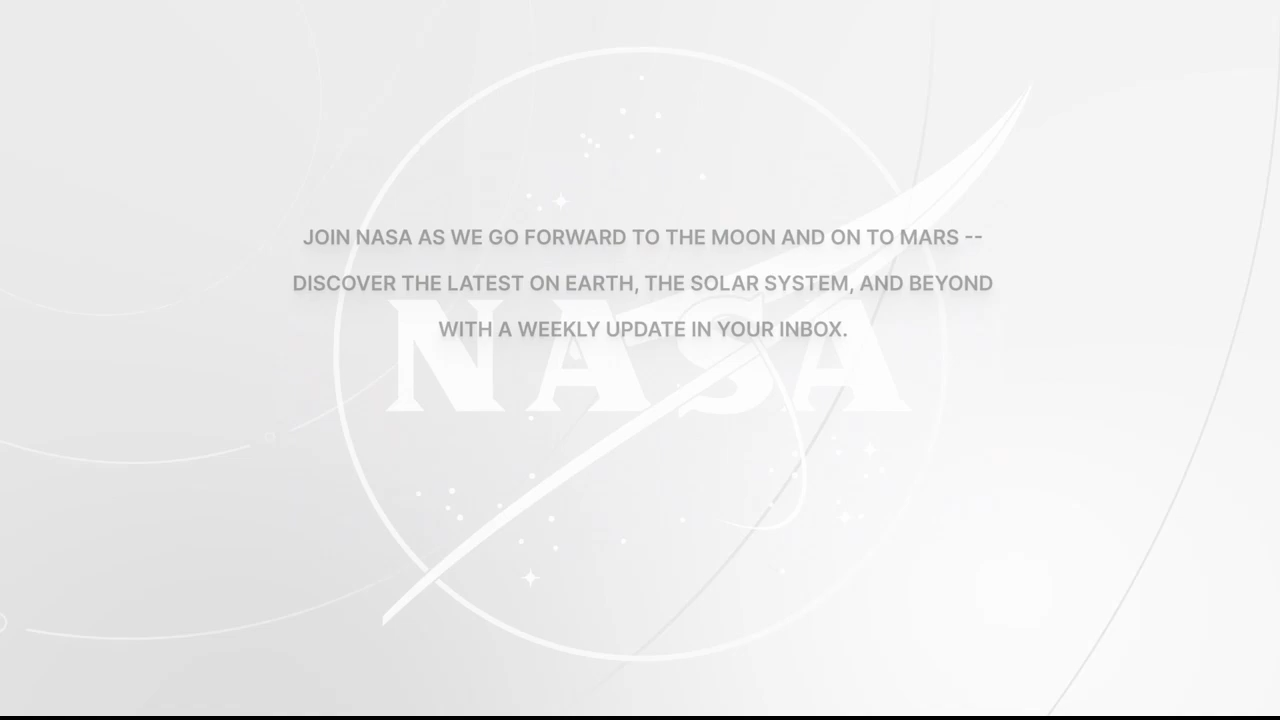 JOIN NASA AS WE GO FORWARD TO THE MOON AND ON TO MARS --
DISCOVER THE LATEST ON EARTH, THE SOLAR SYSTEM, AND BEYOND
WITH A WEEKLY UPDATE IN YOUR INBOX.
NASA